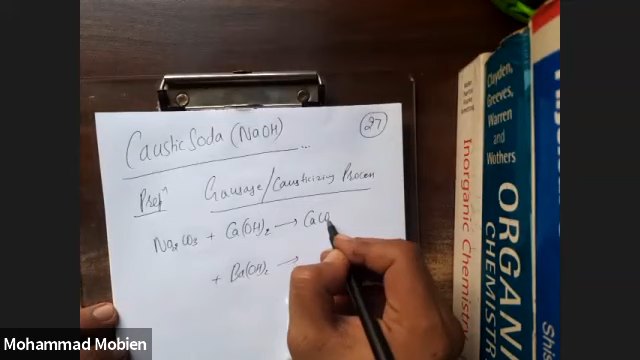 Caustic Soda (NaOH)
27
Prepⁿ
Gausage/Causticizing Process
Na₂CO₃ + Ca(OH)₂ → CaCO
+ Ba(OH)₂ →
Inorganic Chemistry
Clayden,
Greeves,
Warren
and
Wothers
ORGANIC
CHEMISTRY
Mohammad Mobien